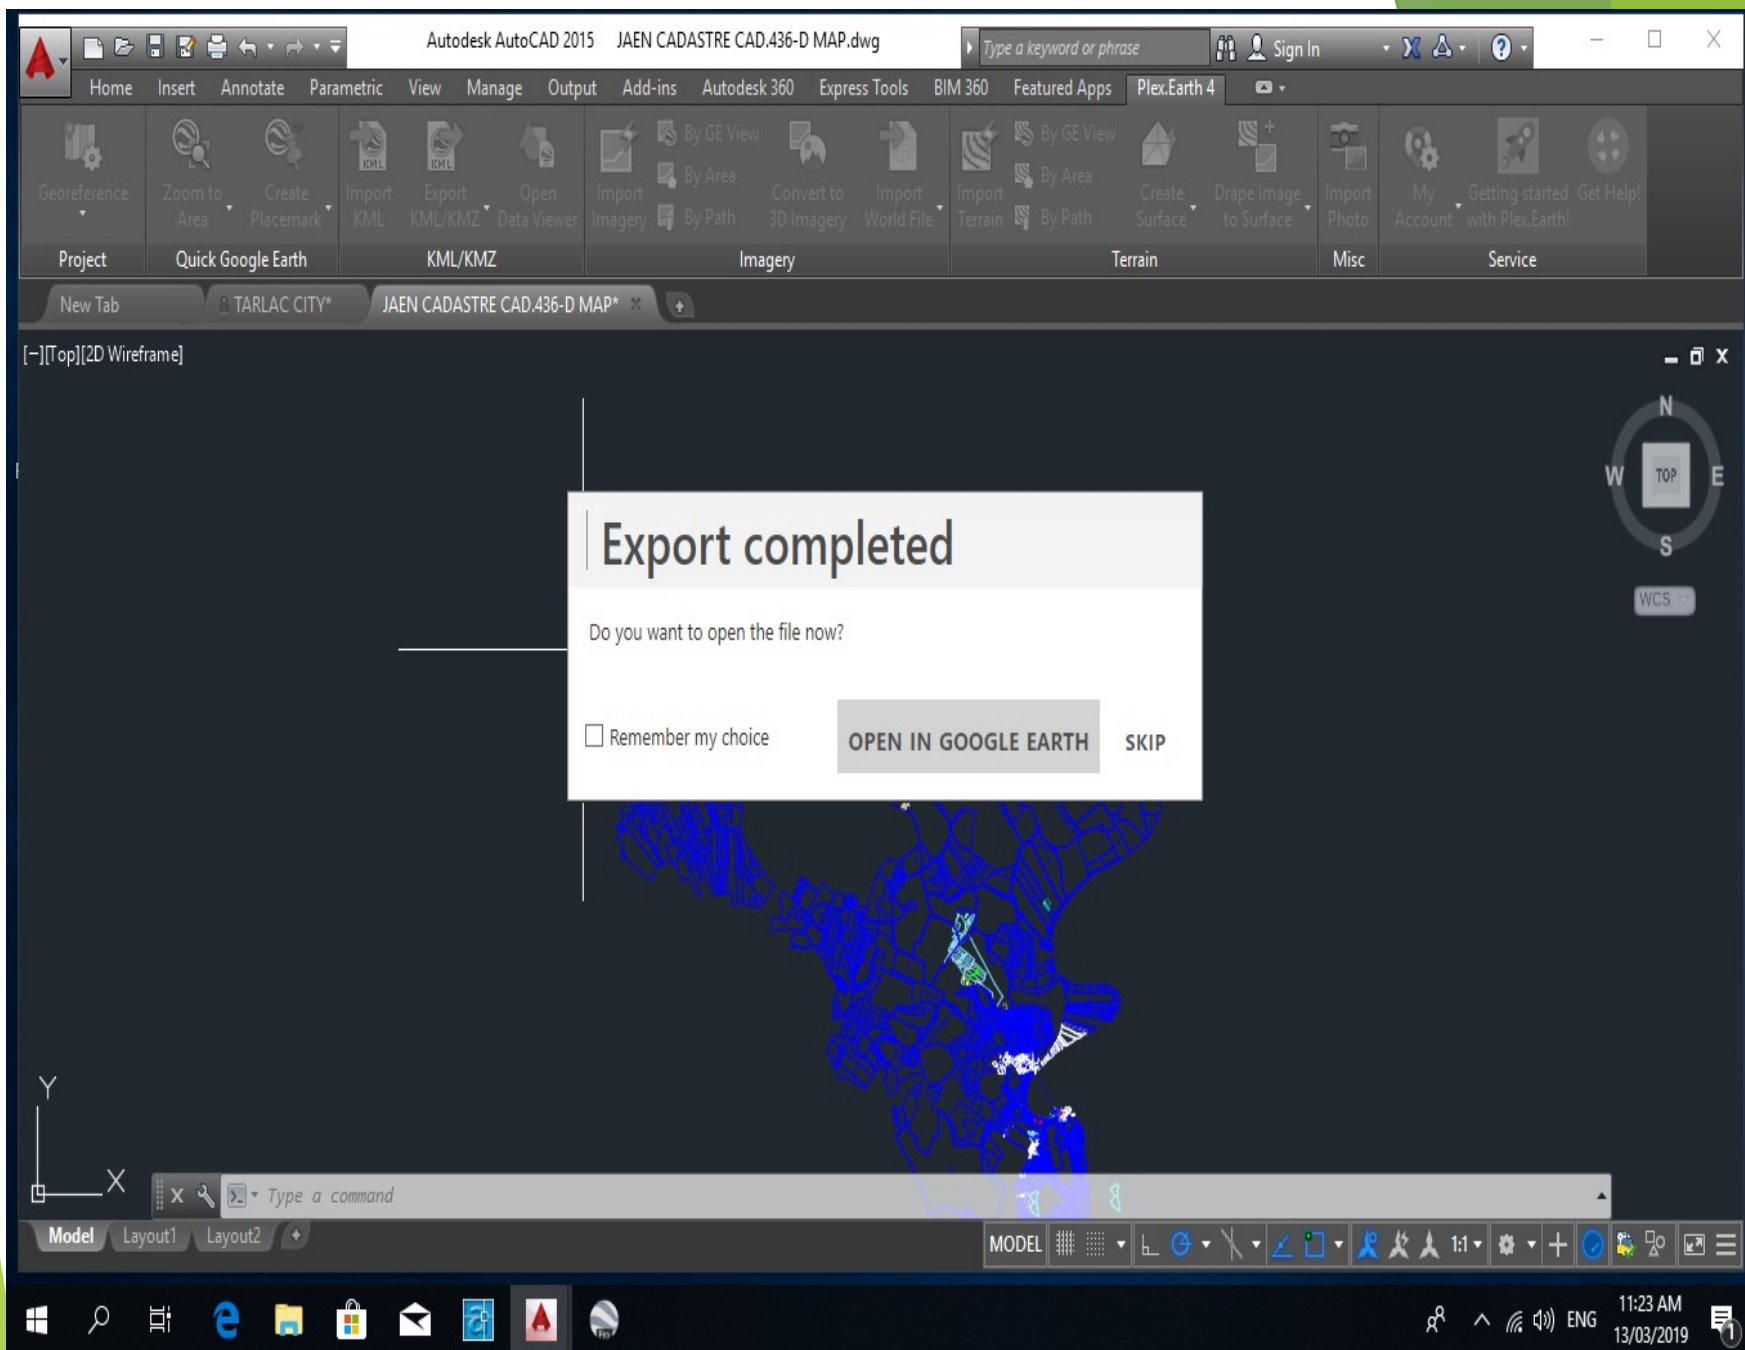 Autodesk AutoCAD 2015 JAEN CADASTRE CAD.436-D MAP.dwg Type a keyword or phrase Sign In
Home Insert Annotate Parametric View Manage Output Add-ins Autodesk 360 Express Tools BIM 360 Featured Apps Plex.Earth 4
Georeference
Zoom to Area
Create Placemark
Import KML
Export KML/KMZ
Open Data Viewer
Import Imagery
By GE View
By Area
By Path
Convert to 3D Imagery
Import World File
Import Terrain
By GE View
By Area
By Path
Create Surface
Drape Image to Surface
Import Photo
My Account
Getting started with Plex.Earth!
Get Help!
Project Quick Google Earth KML/KMZ Imagery Terrain Misc Service
New Tab TARLAC CITY* JAEN CADASTRE CAD.436-D MAP*
[−][Top][2D Wireframe]
N
W TOP E
S
WCS
Export completed
Do you want to open the file now?
Remember my choice OPEN IN GOOGLE EARTH SKIP
Y
X
Type a command
Model Layout1 Layout2 MODEL 1:1
ENG 11:23 AM
13/03/2019
1